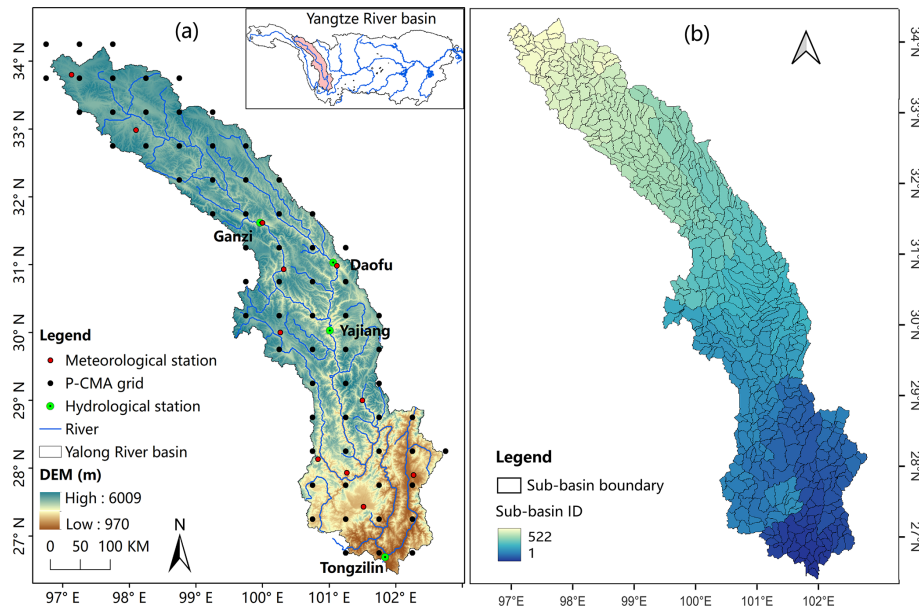 (a)
Yangtze River basin
34° N
33° N
32° N
31° N
30° N
29° N
28° N
27° N
Ganzi
Daofu
Yajiang
Tongzilin
Legend
Meteorological station
P-CMA grid
Hydrological station
River
Yalong River basin
DEM (m)
High : 6009
Low : 970
0 50 100 KM
N
97° E
98° E
99° E
100° E
101° E
102° E
(b)
34°N
33°N
32°N
31°N
30°N
29°N
28°N
27°N
Legend
Sub-basin boundary
Sub-basin ID
522
1
97°E
98°E
99°E
100°E
101°E
102°E